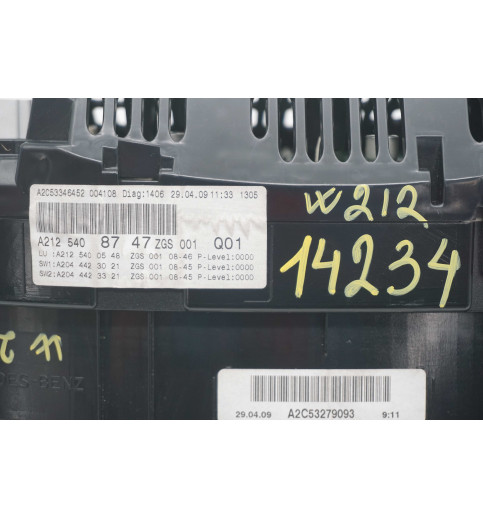 A2C53346452 004108 Diag:1406 29.04.09 11:33 1305
A212 540 87 47 ZGS 001 Q01
LU :A212 540 05 48 ZGS 001 08-46 P-Level:0000
SW1:A204 442 30 21 ZGS 001 08-45 P-Level:0000
SW2:A204 442 33 21 ZGS 001 08-45 P-Level:0000
W212
14234
W 2
DES-BENZ
29.04.09 A2C53279093 9:11